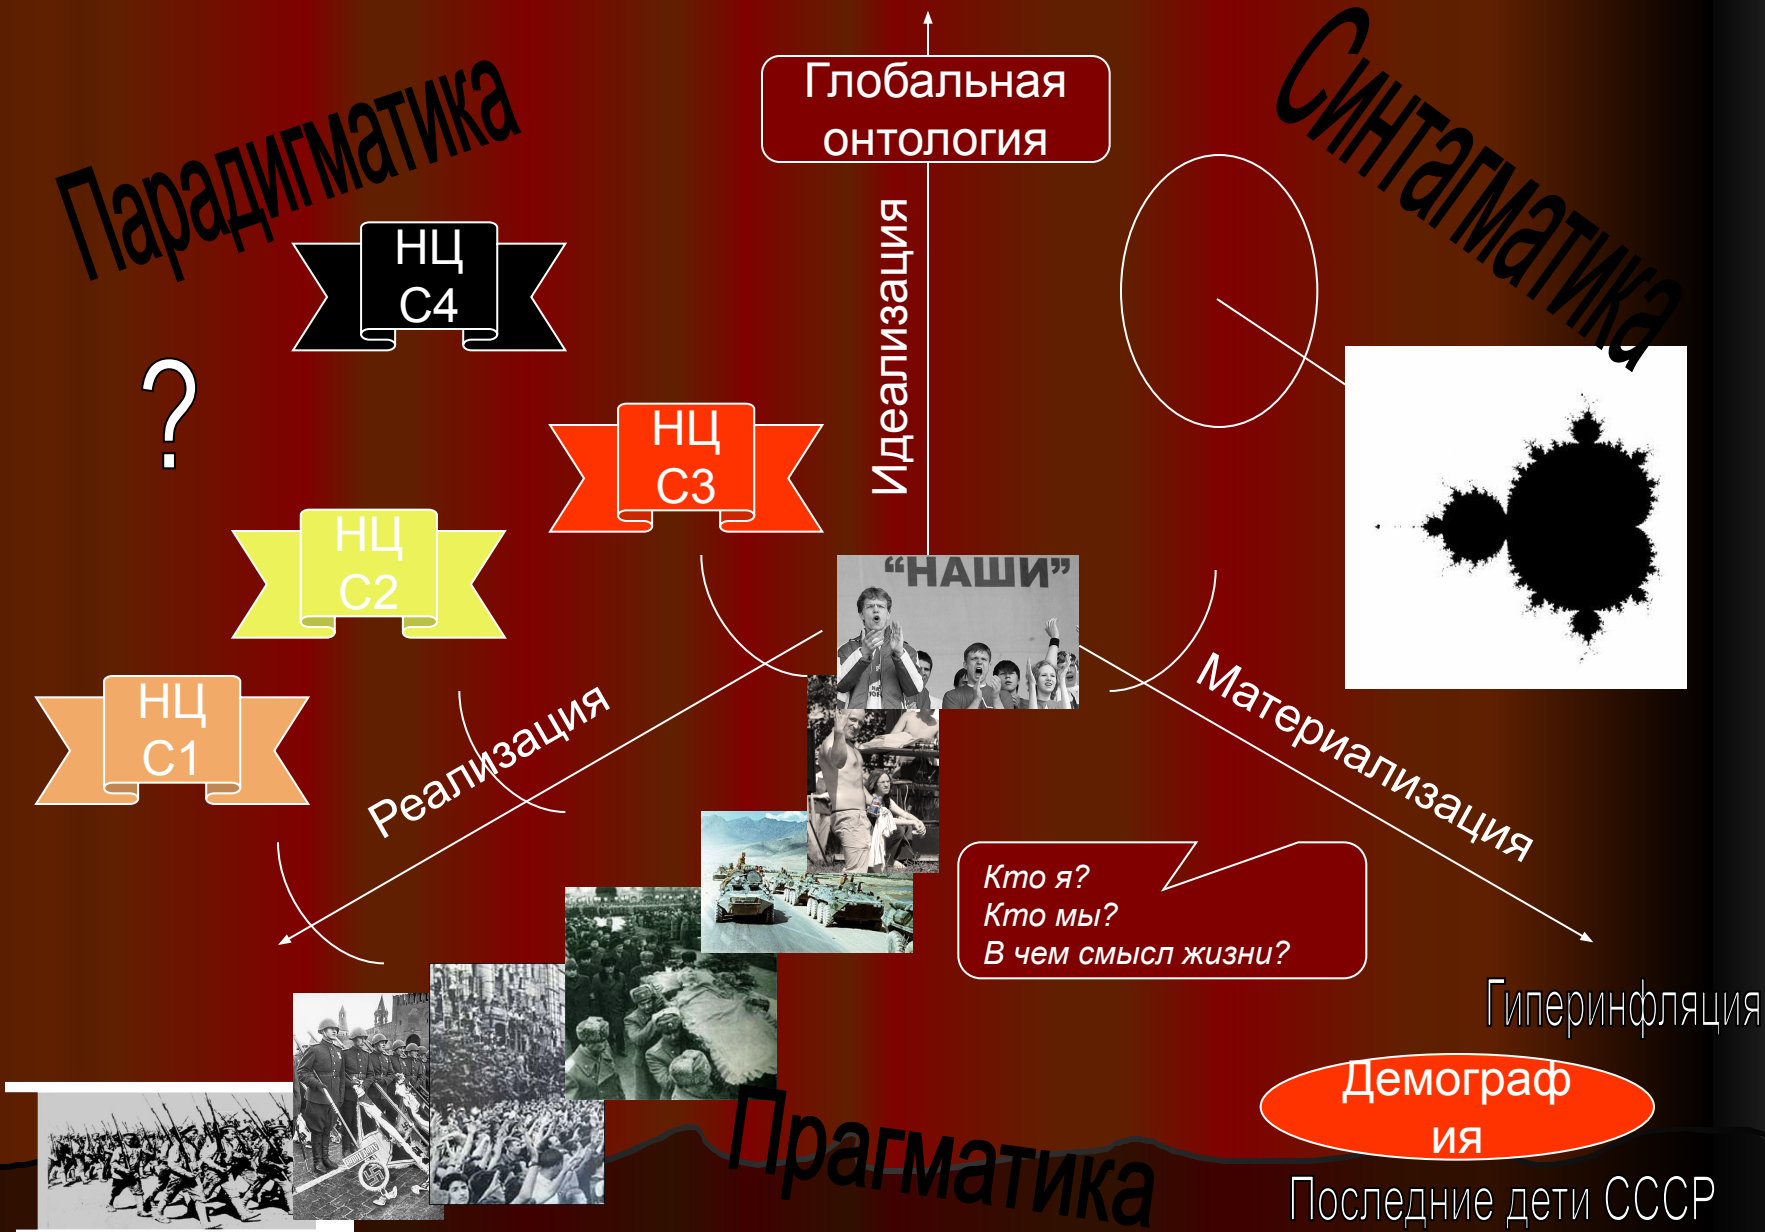 Глобальная
онтология
Парадигматика
Синтагматика
Идеализация
НЦ
С4
?
НЦ
С3
НЦ
С2
НЦ
С1
“НАШИ”
Реализация
Материализация
Кто я?
Кто мы?
В чем смысл жизни?
Гиперинфляция
Демограф
ия
Прагматика
Последние дети СССР